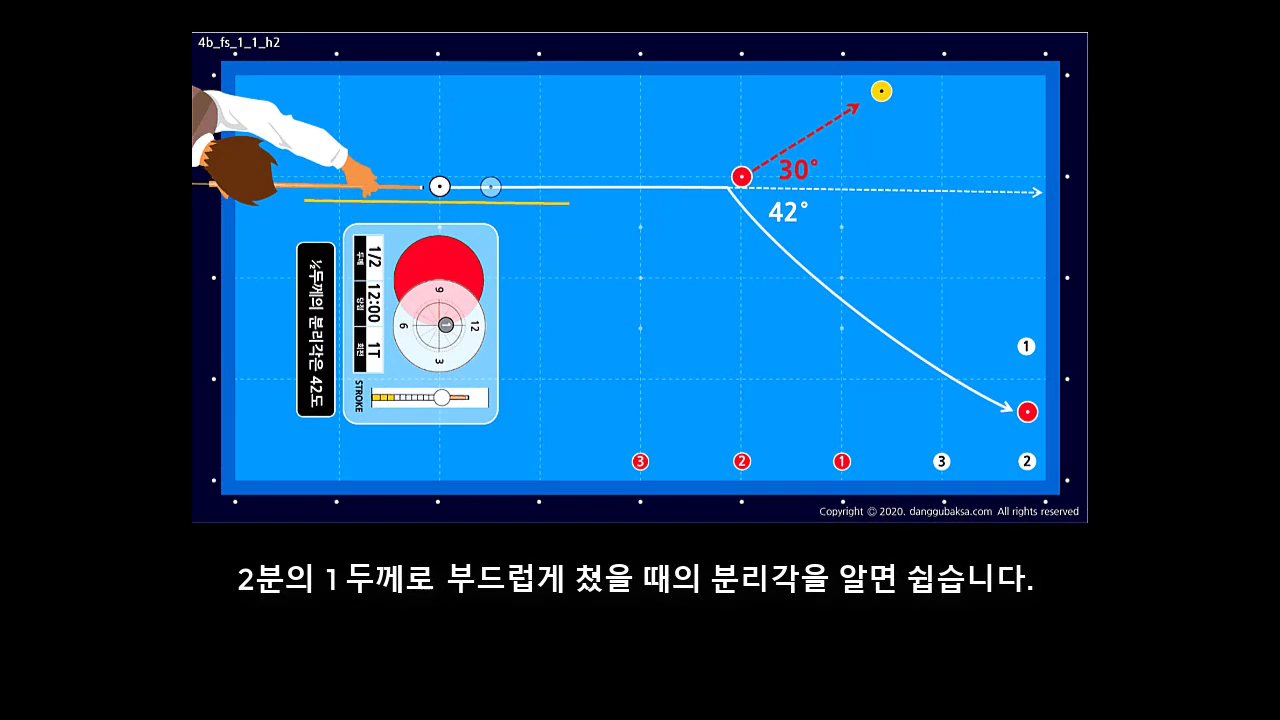 4b_fs_1_1_h2
30°
42°
½두께의 분리각은 42도
1/2
두께
12:00
당점
1T
회전
9
12
6
3
1
STROKE
1
3
2
1
3
2
Copyright © 2020. danggubaksa.com All rights reserved
2분의 1 두께로 부드럽게 쳤을 때의 분리각을 알면 쉽습니다.